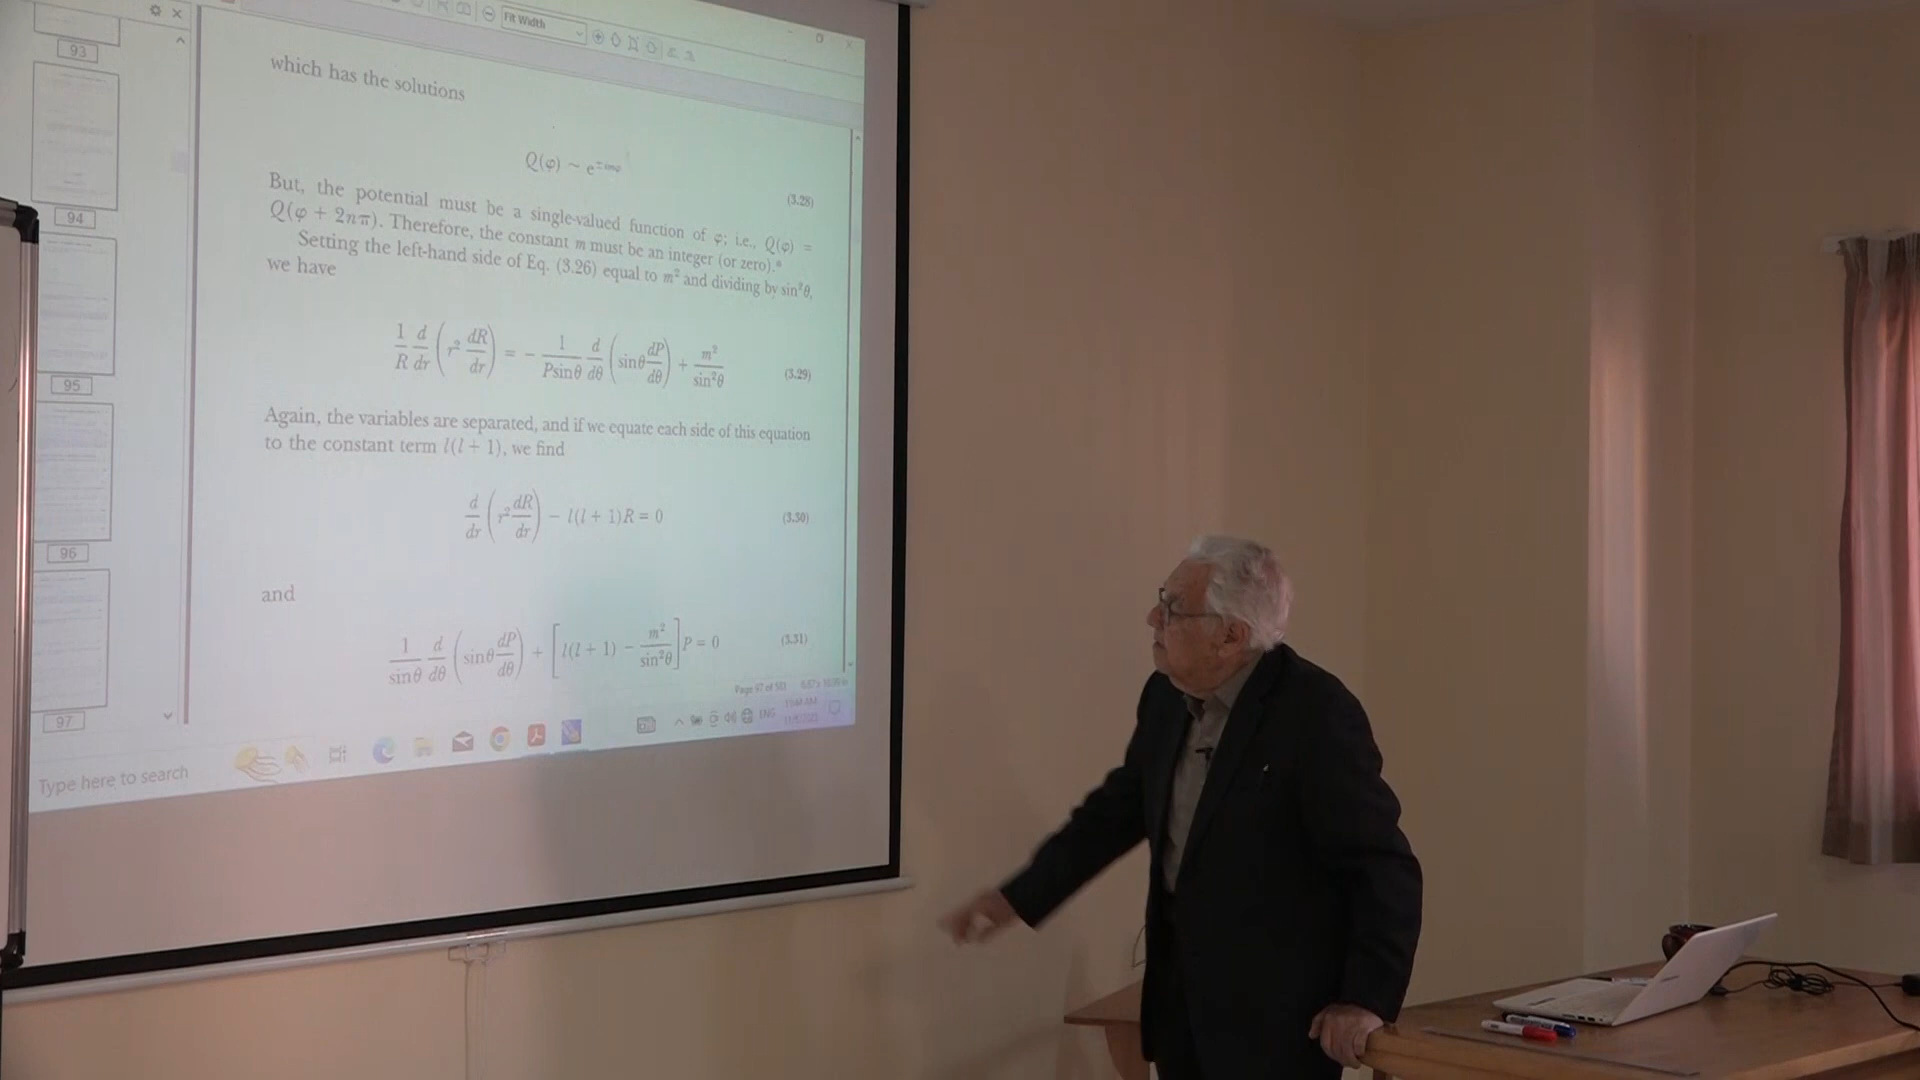 Fit Width
93
94
95
96
97
which has the solutions
Q(φ) ~ e^{±imφ}
(3.28)
But, the potential must be a single-valued function of φ; i.e., Q(φ) =
Q(φ + 2nπ). Therefore, the constant m must be an integer (or zero).*
Setting the left-hand side of Eq. (3.26) equal to m² and dividing by sin²θ,
we have
1/R d/dr (r² dR/dr) = − 1/(P sinθ) d/dθ (sinθ dP/dθ) + m²/sin²θ (3.29)
Again, the variables are separated, and if we equate each side of this equation
to the constant term l(l + 1), we find
d/dr (r² dR/dr) − l(l + 1)R = 0 (3.30)
and
1/sinθ d/dθ (sinθ dP/dθ) + [l(l + 1) − m²/sin²θ] P = 0 (3.31)
Page 97 of
Type here to search
ENG